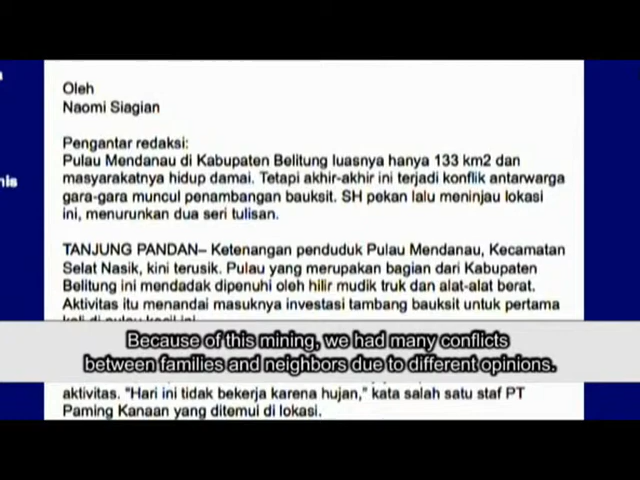 Oleh
Naomi Siagian
Pengantar redaksi:
Pulau Mendanau di Kabupaten Belitung luasnya hanya 133 km2 dan
masyarakatnya hidup damai. Tetapi akhir-akhir ini terjadi konflik antarwarga
gara-gara muncul penambangan bauksit. SH pekan lalu meninjau lokasi
ini, menurunkan dua seri tulisan.
TANJUNG PANDAN– Ketenangan penduduk Pulau Mendanau, Kecamatan
Selat Nasik, kini terusik. Pulau yang merupakan bagian dari Kabupaten
Belitung ini mendadak dipenuhi oleh hilir mudik truk dan alat-alat berat.
Aktivitas itu menandai masuknya investasi tambang bauksit untuk pertama
Because of this mining, we had many conflicts
between families and neighbors due to different opinions.
aktivitas. "Hari ini tidak bekerja karena hujan," kata salah satu staf PT
Paming Kanaan yang ditemui di lokasi.